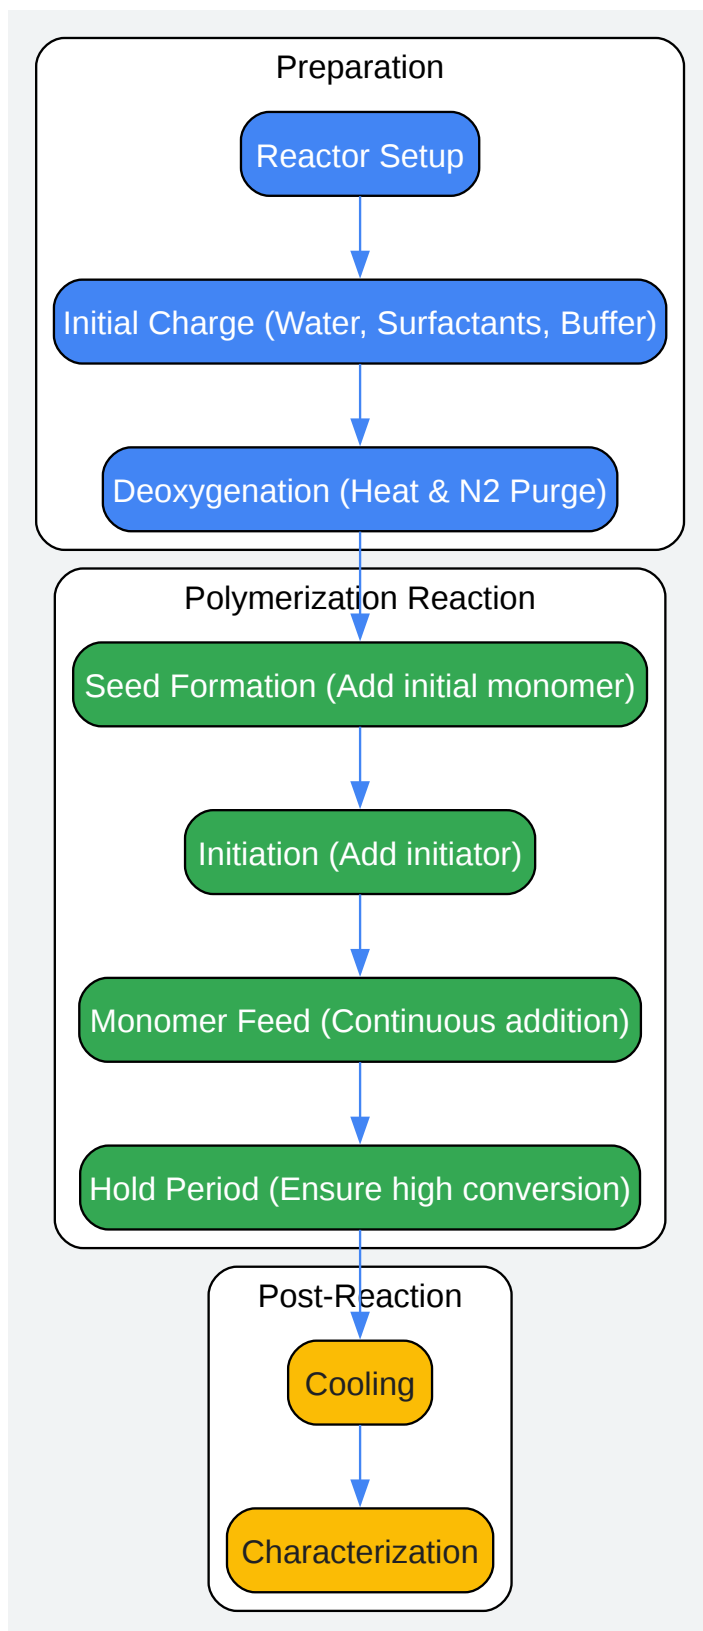 Preparation
Reactor Setup
Initial Charge (Water, Surfactants, Buffer)
Deoxygenation (Heat & N2 Purge)
Polymerization Reaction
Seed Formation (Add initial monomer)
Initiation (Add initiator)
Monomer Feed (Continuous addition)
Hold Period (Ensure high conversion)
Post-Reaction
Cooling
Characterization